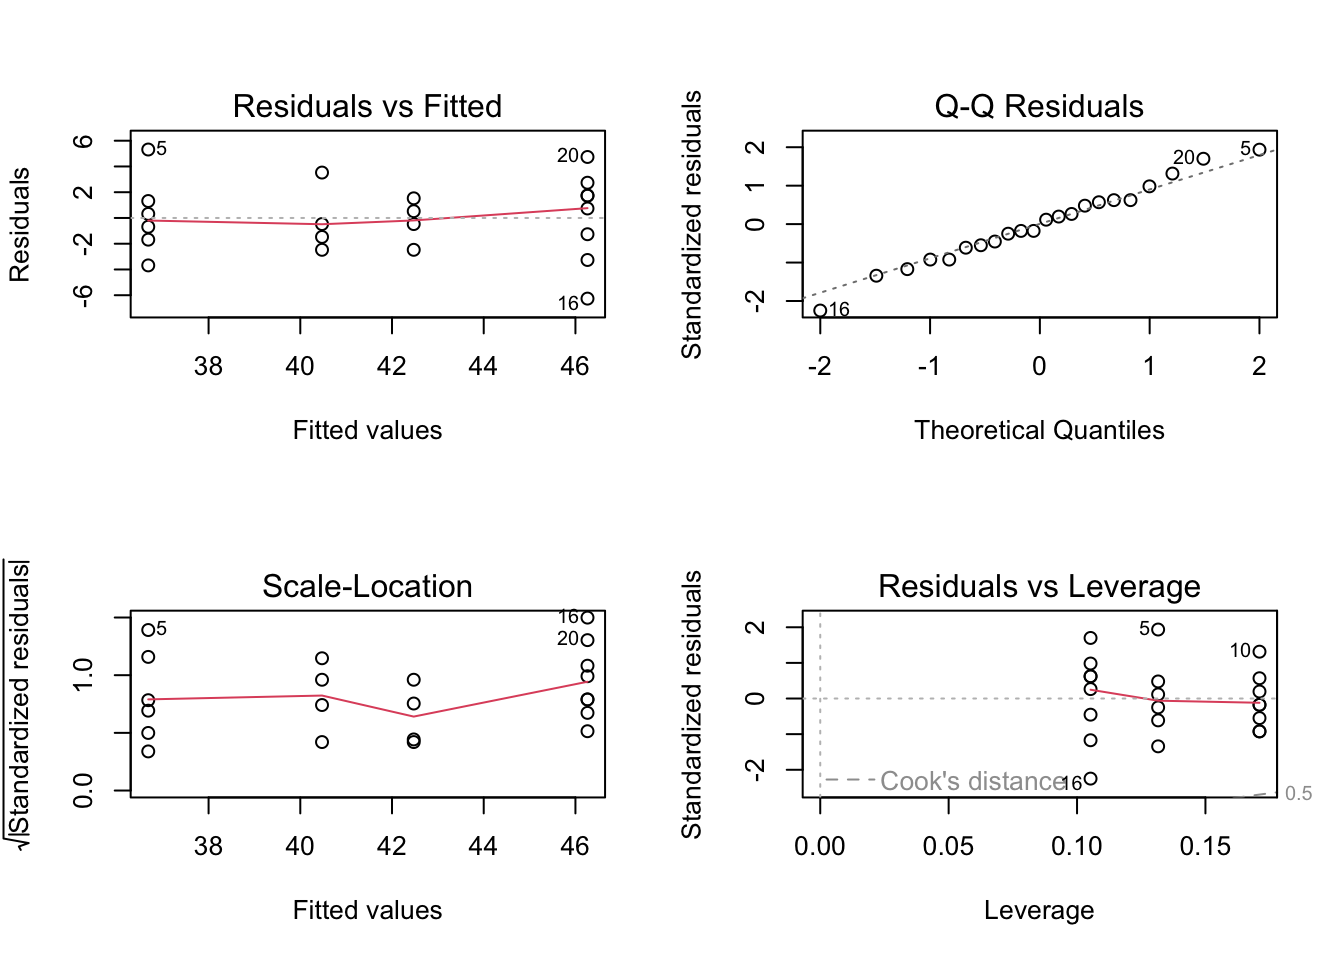 Residuals vs Fitted
Residuals
6
2
-2
-6
5
20
16
38 40 42 44 46
Fitted values
Q-Q Residuals
Standardized residuals
2
1
0
-2
20
5
16
-2 -1 0 1 2
Theoretical Quantiles
Scale-Location
√|Standardized residuals|
1.0
0.0
5
16
20
38 40 42 44 46
Fitted values
Residuals vs Leverage
Standardized residuals
2
0
-2
5
10
16
Cook's distance
0.5
0.00 0.05 0.10 0.15
Leverage